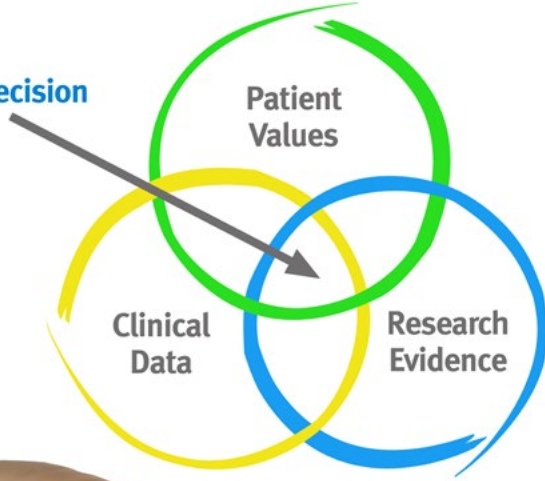 ecision
Patient
Values
Clinical
Data
Research
Evidence